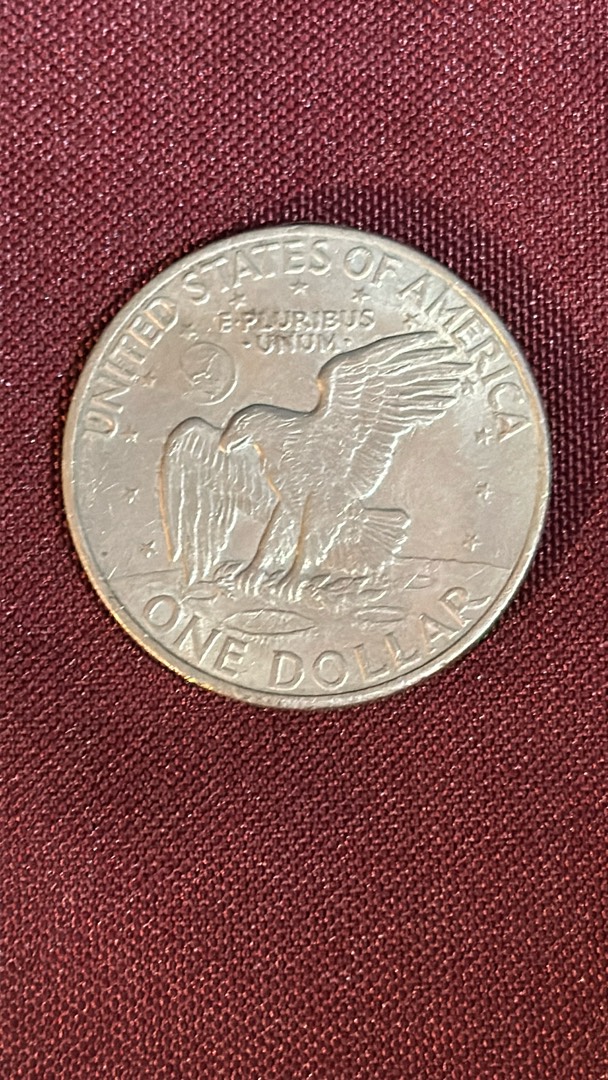 UNITED STATES OF AMERICA
E·PLURIBUS
·UNUM·
ONE DOLLAR